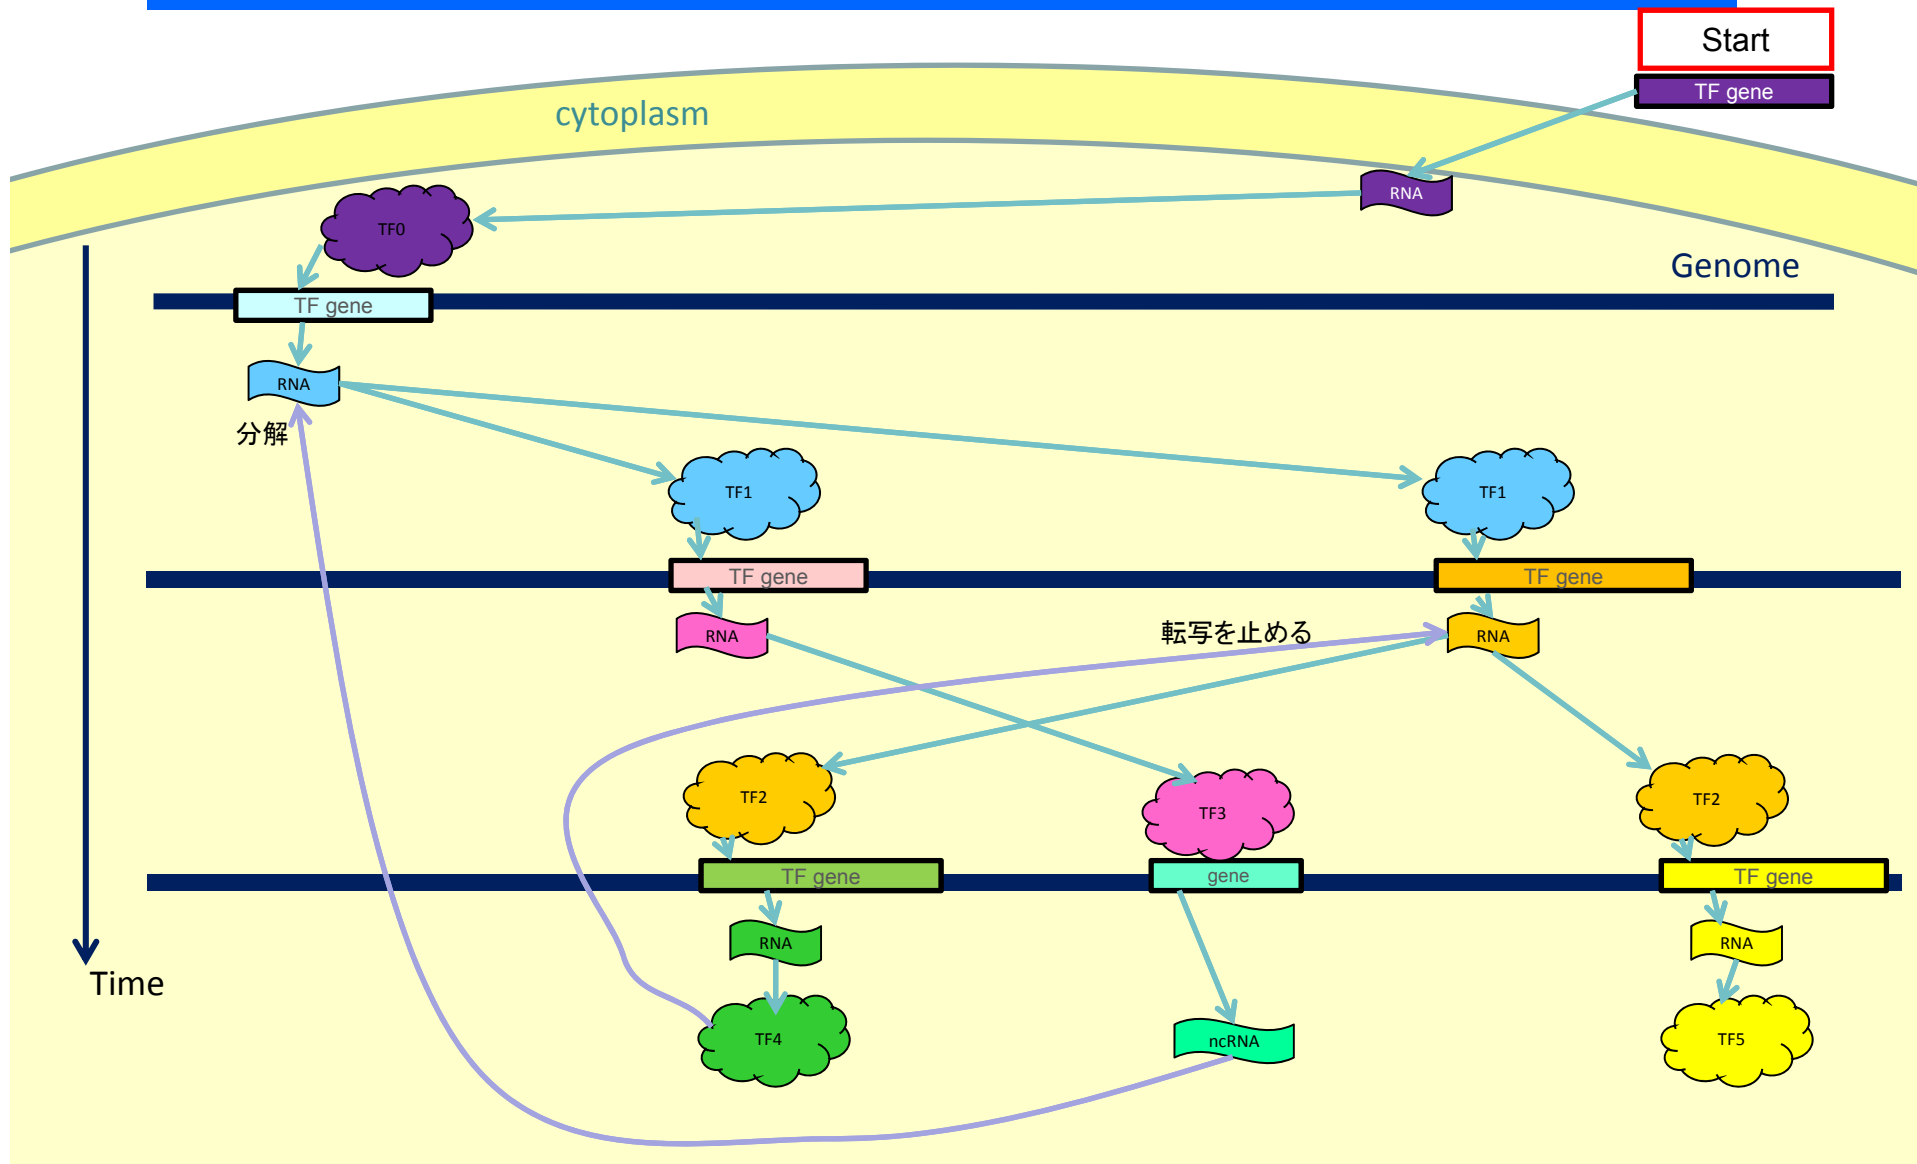 Start
TF gene
cytoplasm
RNA
TF0
Genome
TF gene
RNA
分解
TF1
TF1
TF gene
TF gene
RNA
転写を止める
RNA
TF2
TF3
TF2
TF gene
gene
TF gene
RNA
RNA
Time
TF4
ncRNA
TF5